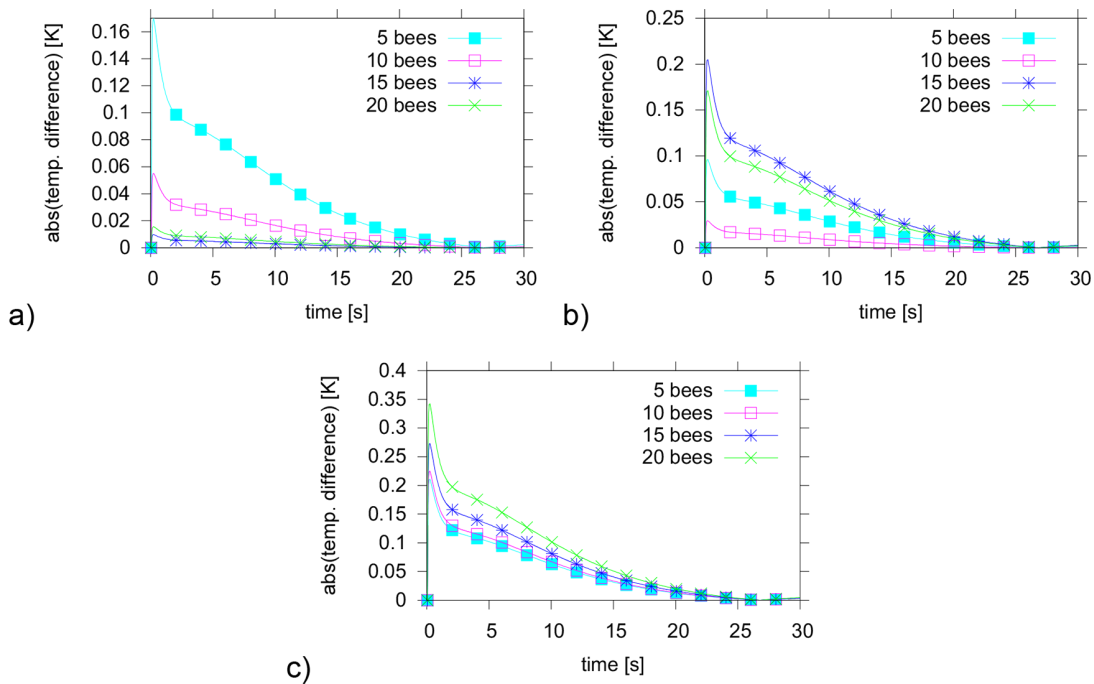 abs(temp. difference) [K]
0.16
0.14
0.12
0.1
0.08
0.06
0.04
0.02
0
5 bees
10 bees
15 bees
20 bees
0 5 10 15 20 25 30
time [s]
a)
abs(temp. difference) [K]
0.25
0.2
0.15
0.1
0.05
0
5 bees
10 bees
15 bees
20 bees
0 5 10 15 20 25 30
time [s]
b)
abs(temp. difference) [K]
0.4
0.35
0.3
0.25
0.2
0.15
0.1
0.05
0
5 bees
10 bees
15 bees
20 bees
0 5 10 15 20 25 30
time [s]
c)